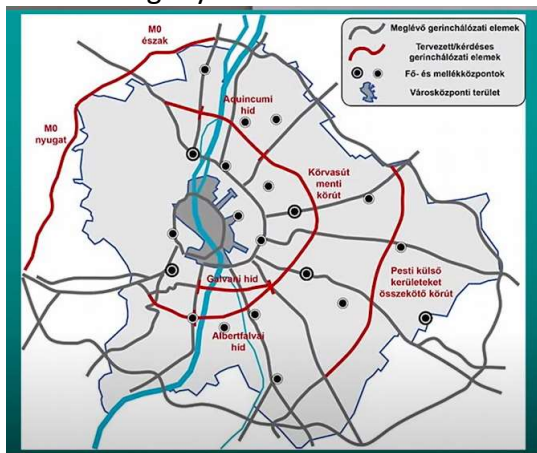 M0
észak
Meglévő gerinchálózati elemek
Tervezett/kérdéses
gerinchálózati elemek
Fő- és mellékközpontok
Városközponti terület
Aquincumi
híd
M0
nyugat
Körvasút
menti
körút
Galvani híd
Pesti külső
kerületeket
összekötő körút
Albertfalvai
híd